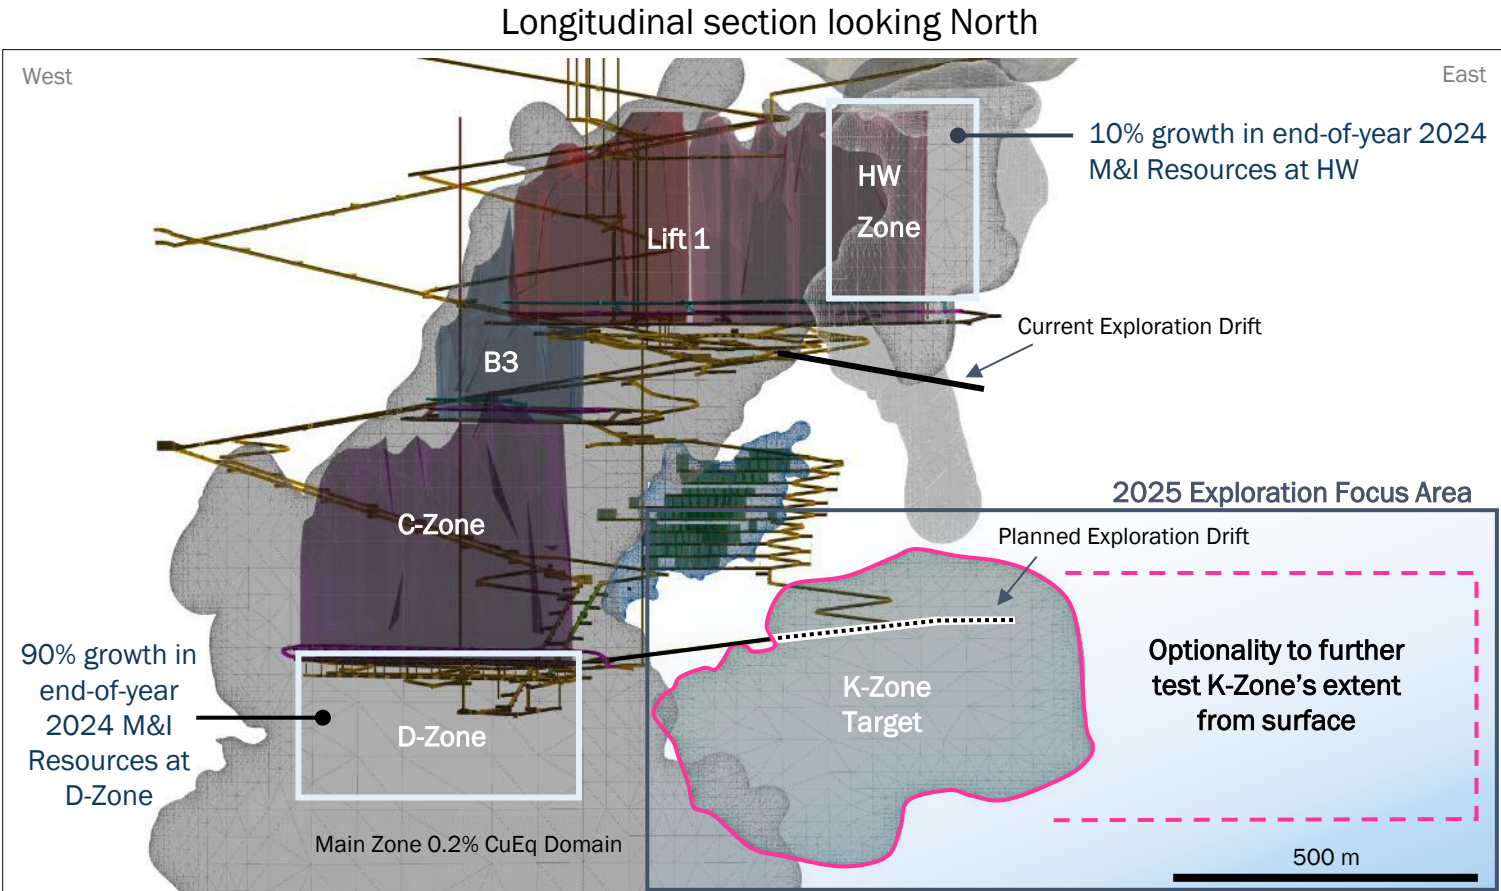 Longitudinal section looking North
West
East
10% growth in end-of-year 2024
M&I Resources at HW
HW
Zone
Lift 1
Current Exploration Drift
B3
2025 Exploration Focus Area
C-Zone
Planned Exploration Drift
90% growth in
end-of-year
2024 M&I
Resources at
D-Zone
Optionality to further
test K-Zone’s extent
from surface
K-Zone
Target
D-Zone
Main Zone 0.2% CuEq Domain
500 m